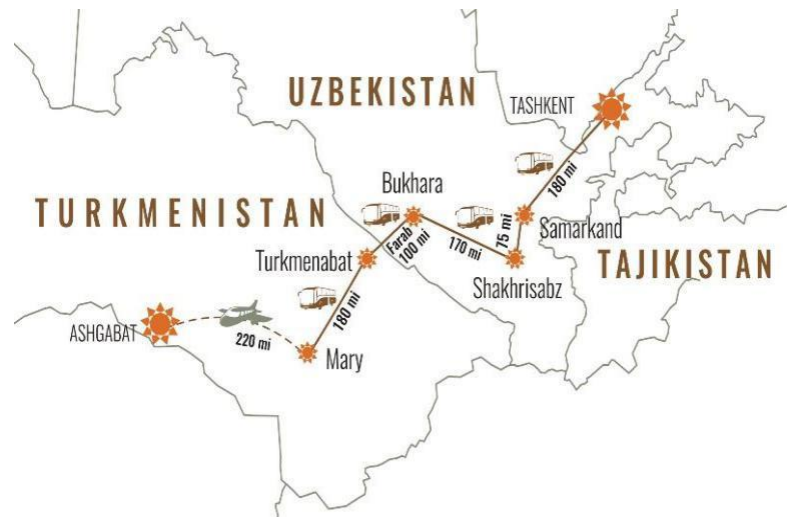 UZBEKISTAN
TASHKENT
180 mi
Bukhara
TURKMENISTAN
75 mi
Samarkand
Farab
100 mi
170 mi
Turkmenabat
TAJIKISTAN
Shakhrisabz
180 mi
ASHGABAT
220 mi
Mary